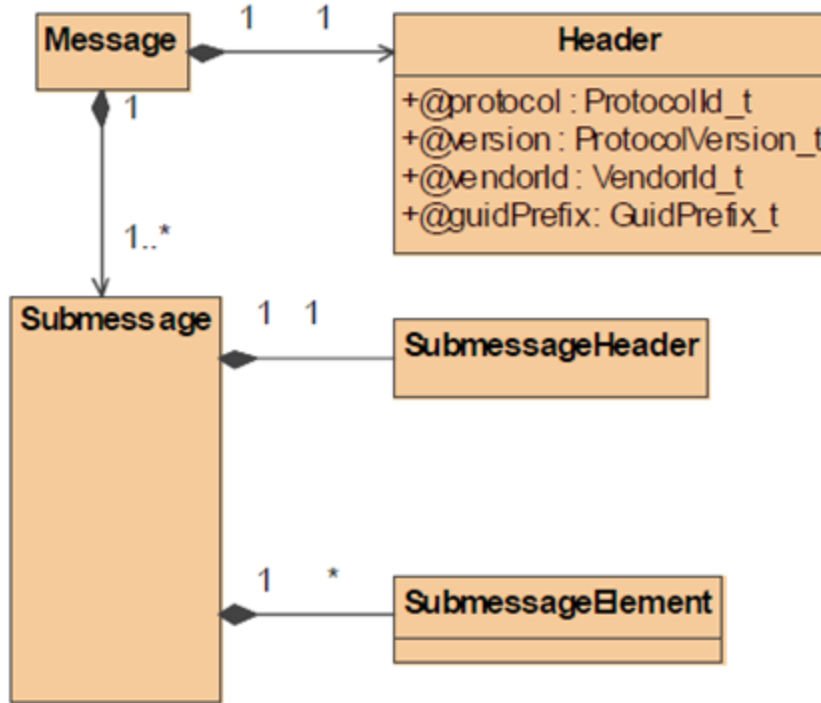 Message
1 1
Header
+@protocol : ProtocolId_t
+@version : ProtocolVersion_t
+@vendorId : VendorId_t
+@guidPrefix: GuidPrefix_t
1
1..*
Submessage
1 1
SubmessageHeader
1 *
SubmessageElement